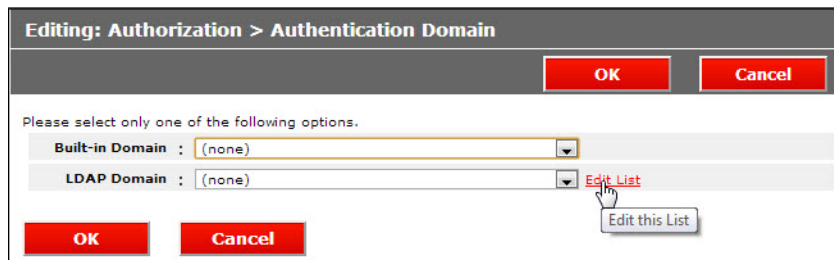 Editing: Authorization > Authentication Domain
OK Cancel
Please select only one of the following options.
Built-in Domain : (none)
LDAP Domain : (none) Edit List
Edit this List
OK Cancel